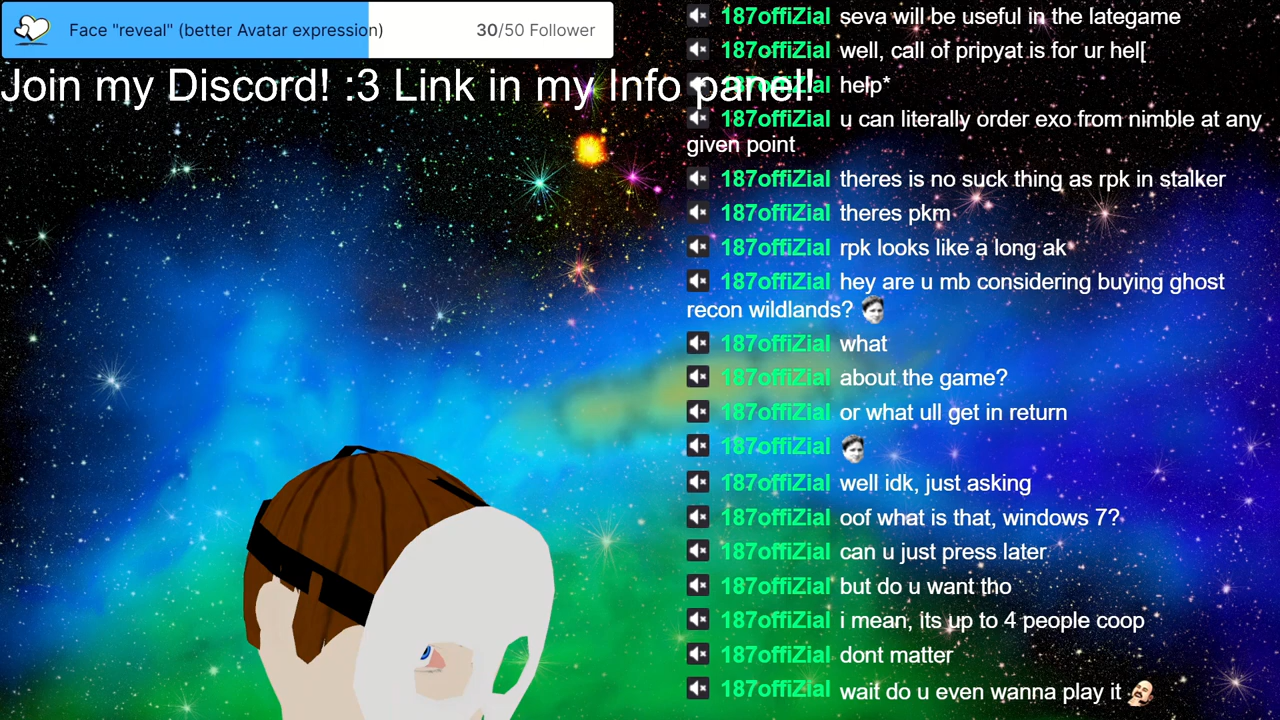 Face "reveal" (better Avatar expression) 30/50 Follower
Join my Discord! :3 Link in my Info panel!
187offiZial seva will be useful in the lategame
187offiZial well, call of pripyat is for ur hel[
187offiZial help*
187offiZial u can literally order exo from nimble at any
given point
187offiZial theres is no suck thing as rpk in stalker
187offiZial theres pkm
187offiZial rpk looks like a long ak
187offiZial hey are u mb considering buying ghost
recon wildlands?
187offiZial what
187offiZial about the game?
187offiZial or what ull get in return
187offiZial
187offiZial well idk, just asking
187offiZial oof what is that, windows 7?
187offiZial can u just press later
187offiZial but do u want tho
187offiZial i mean, its up to 4 people coop
187offiZial dont matter
187offiZial wait do u even wanna play it